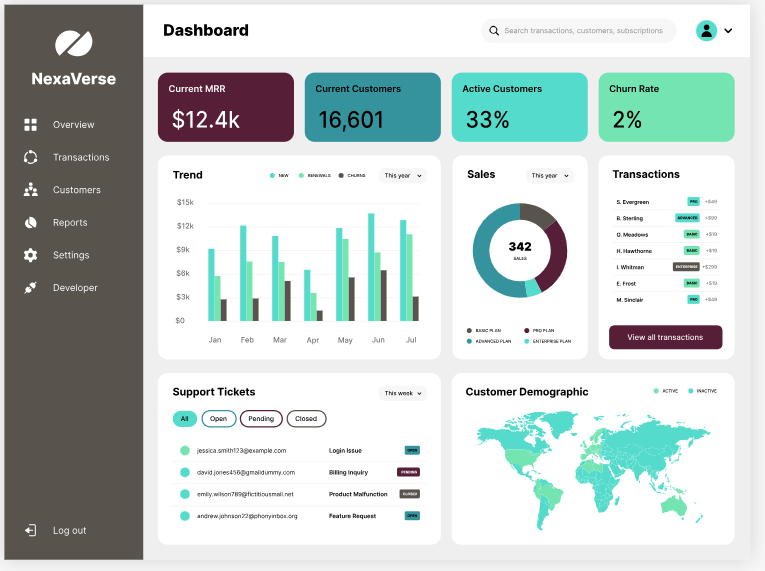 NexaVerse
Overview
Transactions
Customers
Reports
Settings
Developer
Log out
Dashboard
Search transactions, customers, subscriptions
Current MRR
$12.4k
Current Customers
16,601
Active Customers
33%
Churn Rate
2%
Trend
NEW RENEWALS CHURNS
This year
$15k
$12k
$9k
$6k
$3k
$0
Jan Feb Mar Apr May Jun Jul
Sales
This year
342
SALES
BASIC PLAN PRO PLAN
ADVANCED PLAN ENTERPRISE PLAN
Transactions
S. Evergreen PRO +$49
B. Sterling ADVANCED +$99
O. Meadows BASIC +$19
H. Hawthorne BASIC +$19
I. Whitman ENTERPRISE +$299
E. Frost BASIC +$19
M. Sinclair PRO +$49
View all transactions
Support Tickets
This week
All Open Pending Closed
jessica.smith123@example.com Login Issue OPEN
david.jones456@gmaildummy.com Billing Inquiry PENDING
emily.wilson789@fictitiousmail.net Product Malfunction CLOSED
andrew.johnson22@phonyinbox.org Feature Request OPEN
Customer Demographic
ACTIVE INACTIVE